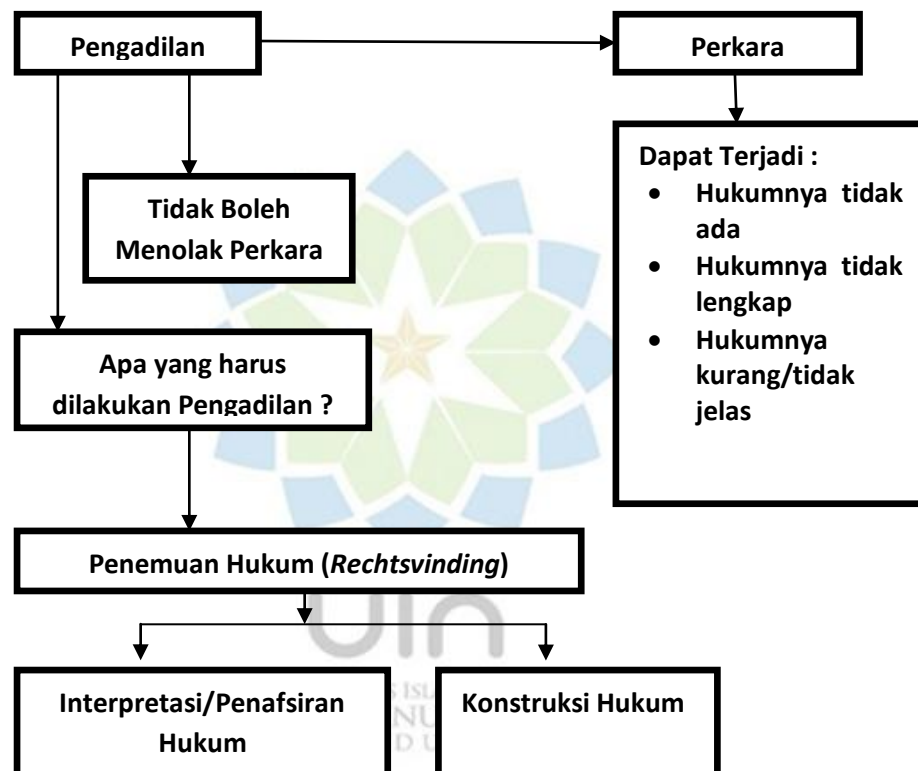 Pengadilan
Perkara
Dapat Terjadi :
• Hukumnya tidak
ada
• Hukumnya tidak
lengkap
• Hukumnya
kurang/tidak
jelas
Tidak Boleh
Menolak Perkara
Apa yang harus
dilakukan Pengadilan ?
Penemuan Hukum (Rechtsvinding)
uin
Interpretasi/Penafsiran
Hukum
Konstruksi Hukum